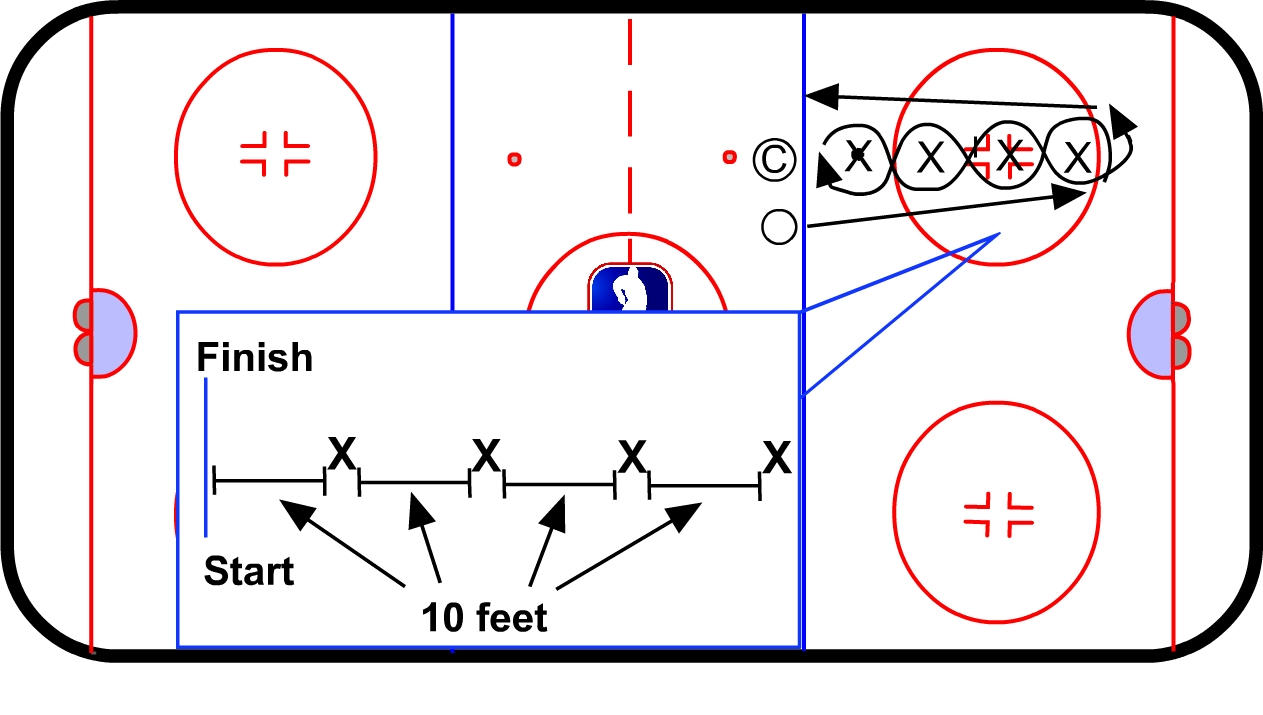 © X X X X
Finish
X X X X
Start
10 feet